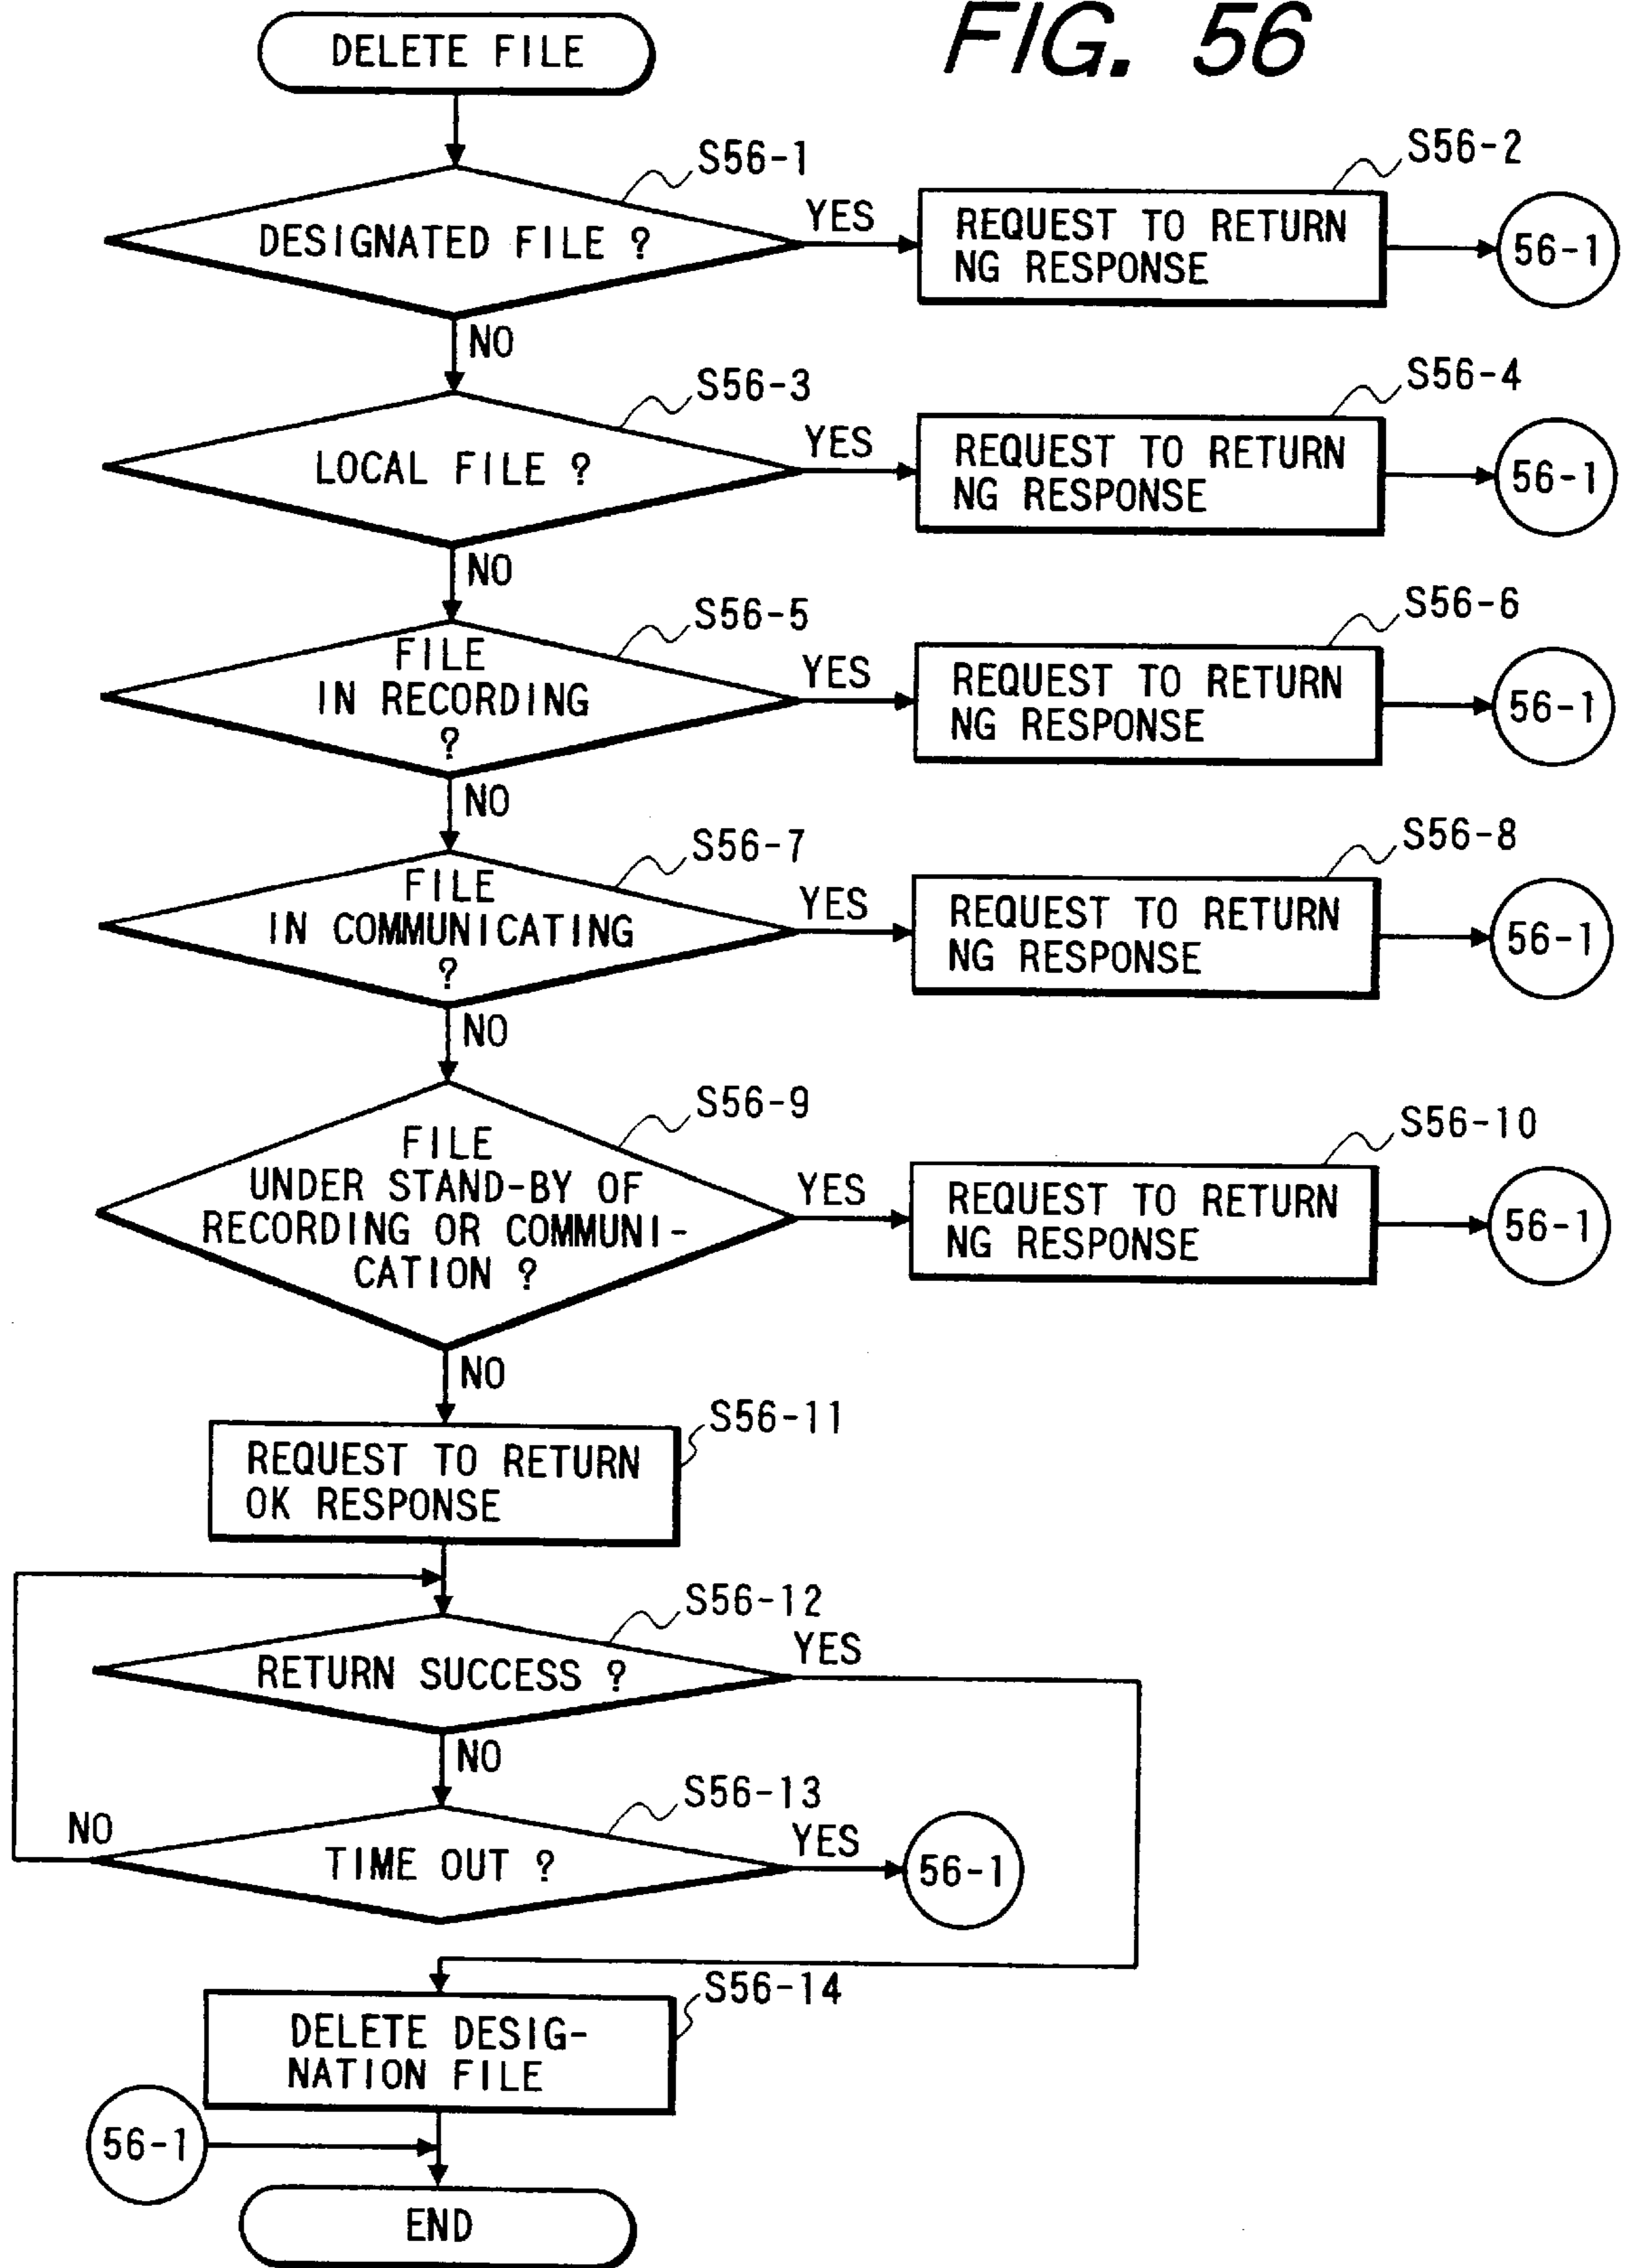 FIG. 56
DELETE FILE
S56-1
DESIGNATED FILE ?
YES
S56-2
REQUEST TO RETURN
NG RESPONSE
56-1
NO
S56-3
LOCAL FILE ?
YES
S56-4
REQUEST TO RETURN
NG RESPONSE
56-1
NO
S56-5
FILE
IN RECORDING
?
YES
S56-6
REQUEST TO RETURN
NG RESPONSE
56-1
NO
S56-7
FILE
IN COMMUNICATING
?
YES
S56-8
REQUEST TO RETURN
NG RESPONSE
56-1
NO
S56-9
FILE
UNDER STAND-BY OF
RECORDING OR COMMUNI-
CATION ?
YES
S56-10
REQUEST TO RETURN
NG RESPONSE
56-1
NO
S56-11
REQUEST TO RETURN
OK RESPONSE
S56-12
RETURN SUCCESS ?
YES
NO
S56-13
NO
TIME OUT ?
YES
56-1
S56-14
DELETE DESIG-
NATION FILE
56-1
END